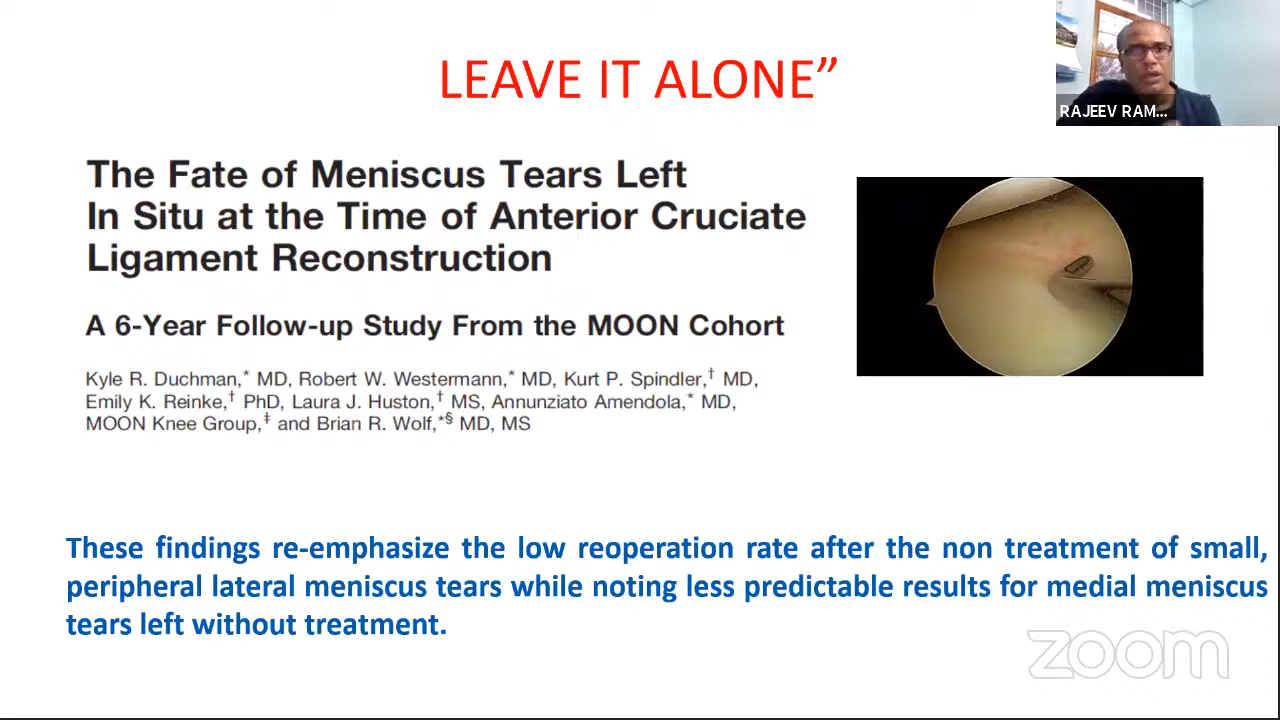 LEAVE IT ALONE”
RAJEEV RAM...
The Fate of Meniscus Tears Left
In Situ at the Time of Anterior Cruciate
Ligament Reconstruction
A 6-Year Follow-up Study From the MOON Cohort
Kyle R. Duchman,* MD, Robert W. Westermann,* MD, Kurt P. Spindler,† MD,
Emily K. Reinke,† PhD, Laura J. Huston,† MS, Annunziato Amendola,* MD,
MOON Knee Group,‡ and Brian R. Wolf,*§ MD, MS
These findings re-emphasize the low reoperation rate after the non treatment of small,
peripheral lateral meniscus tears while noting less predictable results for medial meniscus
tears left without treatment.
zoom